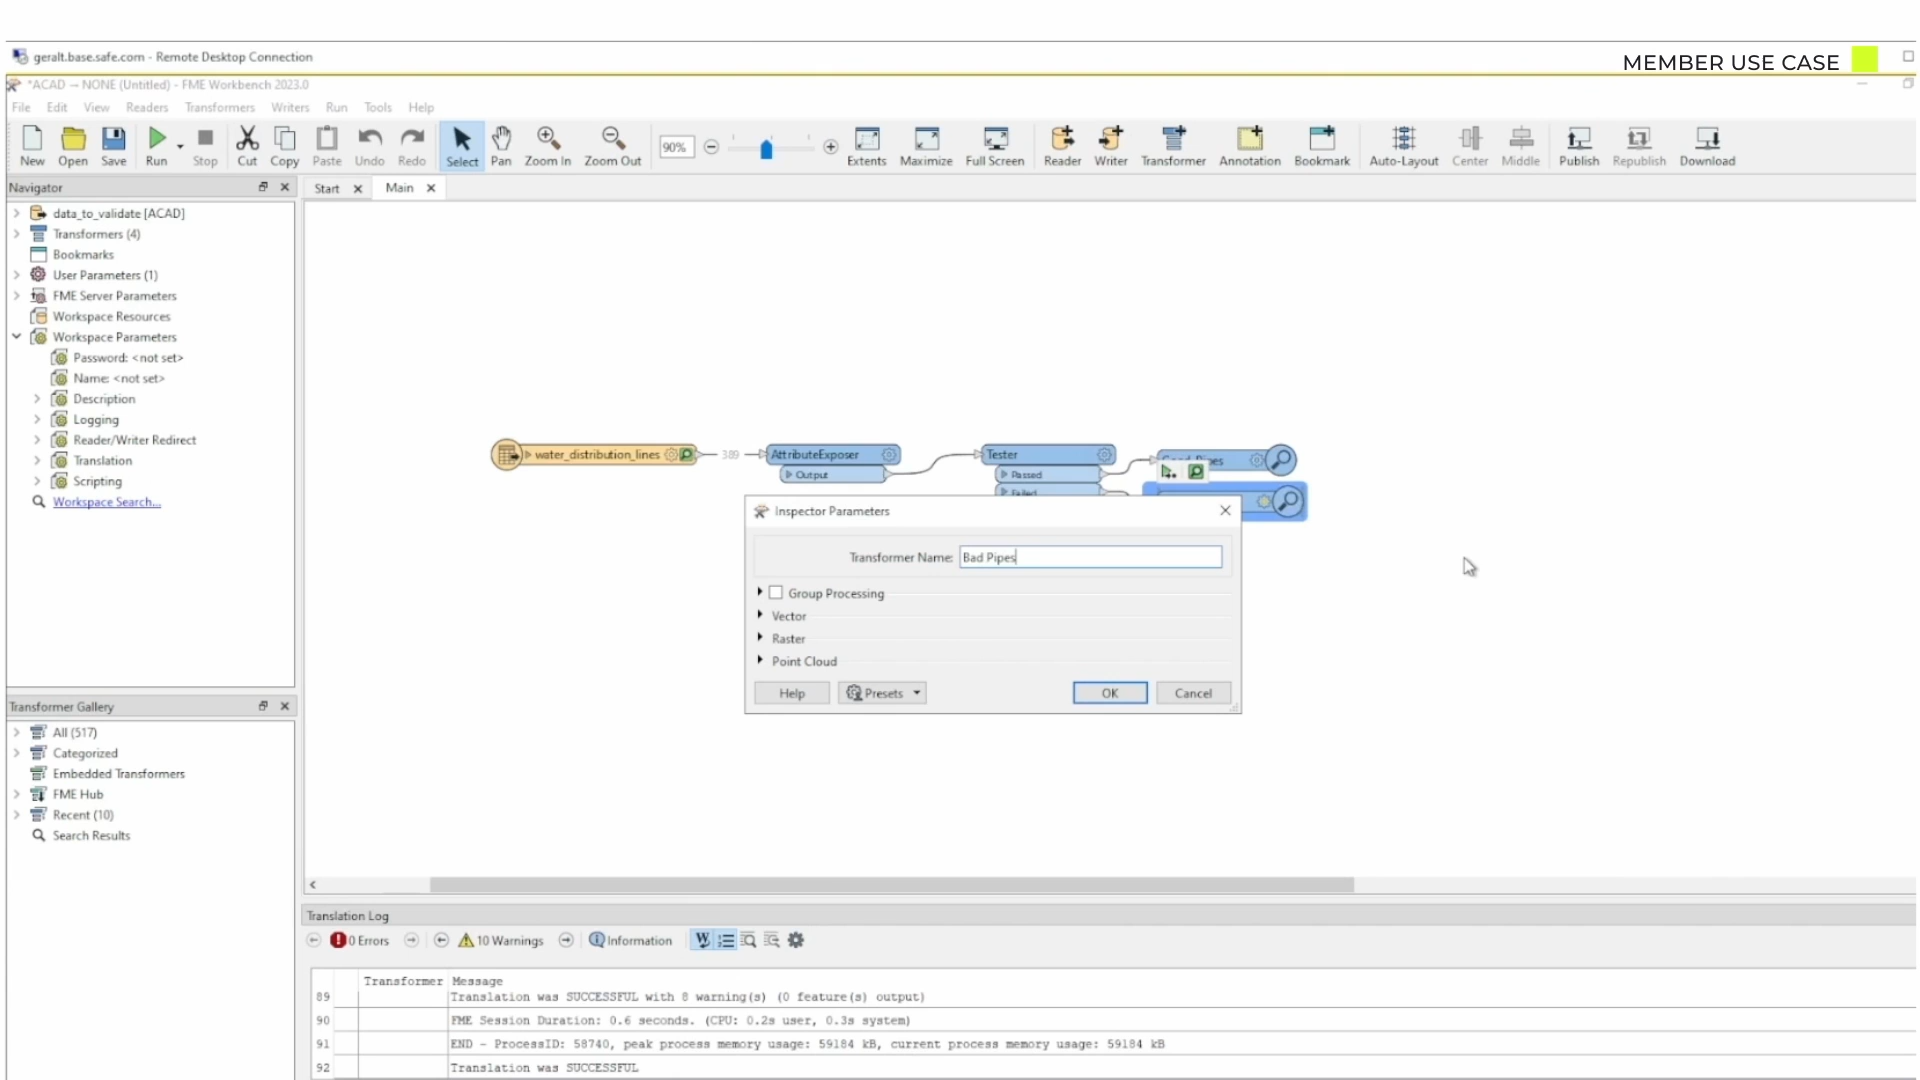 geralt.base.safe.com - Remote Desktop Connection
MEMBER USE CASE
*ACAD → NONE (Untitled) - FME Workbench 2023.0
File Edit View Readers Transformers Writers Run Tools Help
New Open Save Run Stop Cut Copy Paste Undo Redo Select Pan Zoom In Zoom Out 90% Extents Maximize Full Screen Reader Writer Transformer Annotation Bookmark Auto-Layout Center Middle Publish Republish Download
Navigator
Start Main
data_to_validate [ACAD]
Transformers (4)
Bookmarks
User Parameters (1)
FME Server Parameters
Workspace Resources
Workspace Parameters
Password: <not set>
Name: <not set>
Description
Logging
Reader/Writer Redirect
Translation
Scripting
Workspace Search...
water_distribution_lines 389 AttributeExposer Tester Good Pipes
Output Passed
Failed
Inspector Parameters
Transformer Name: Bad Pipes
Group Processing
Vector
Raster
Point Cloud
Help Presets OK Cancel
Transformer Gallery
All (517)
Categorized
Embedded Transformers
FME Hub
Recent (10)
Search Results
Translation Log
0 Errors 10 Warnings Information
Transformer Message
89 Translation was SUCCESSFUL with 8 warning(s) (0 feature(s) output)
90 FME Session Duration: 0.6 seconds. (CPU: 0.2s user, 0.3s system)
91 END - ProcessID: 58740, peak process memory usage: 59184 kB, current process memory usage: 59184 kB
92 Translation was SUCCESSFUL